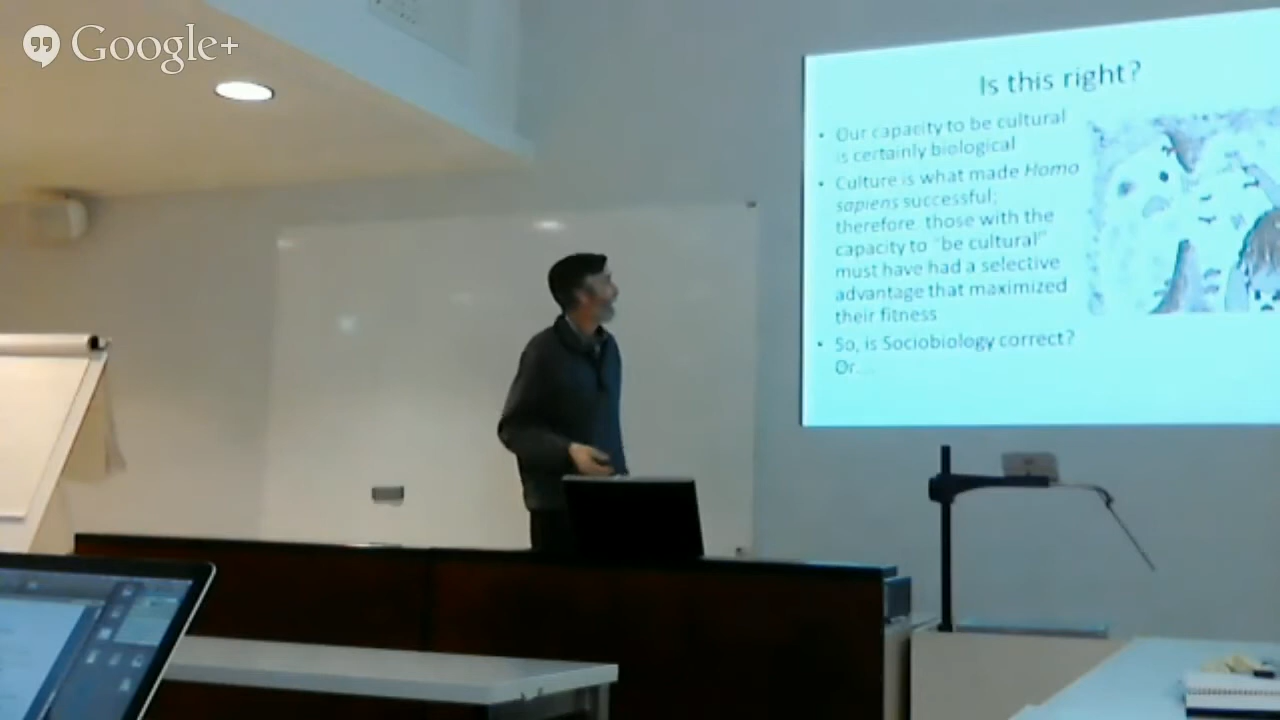 Google+
Is this right?
• Our capacity to be cultural
is certainly biological
• Culture is what made Homo
sapiens successful;
therefore, those with the
capacity to "be cultural"
must have had a selective
advantage that maximized
their fitness
• So, is Sociobiology correct?
Or....